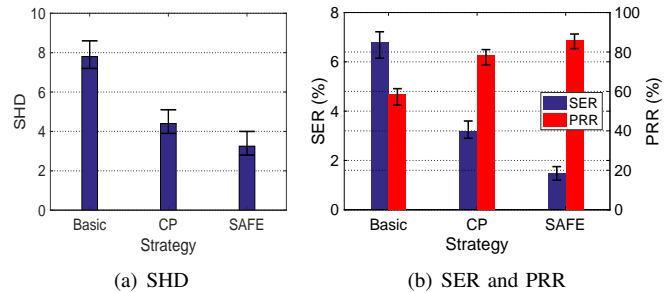 10
8
6
4
2
0
SHD
Basic CP SAFE
Strategy
(a) SHD
8
6
4
2
0
SER (%)
100
80
60
40
20
0
PRR (%)
SER
PRR
Basic CP SAFE
Strategy
(b) SER and PRR